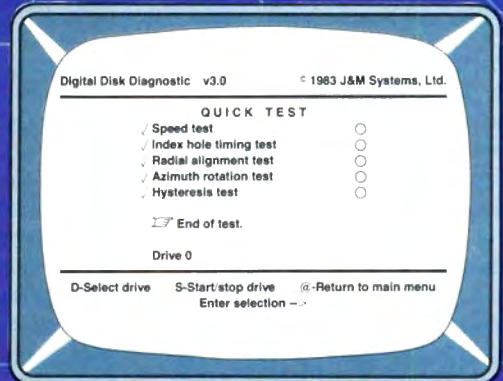 Digital Disk Diagnostic v3.0 © 1983 J&M Systems, Ltd.
QUICK TEST
Speed test
Index hole timing test
Radial alignment test
Azimuth rotation test
Hysteresis test
End of test.
Drive 0
D-Select drive S-Start/stop drive @-Return to main menu
Enter selection -->